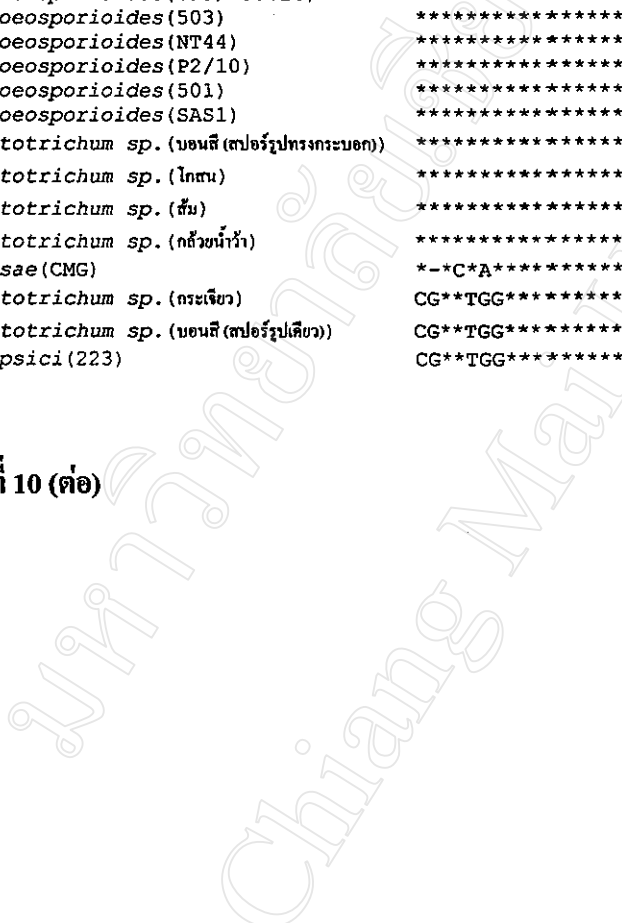 oeosporioides(503) *****************
oeosporioides(NT44) *****************
oeosporioides(P2/10) *****************
oeosporioides(501) *****************
oeosporioides(SAS1) *****************
totrichum sp.(บอนสี(สปอร์รูปทรงกระบอก)) *****************
totrichum sp.(โกสน) *****************
totrichum sp.(ส้ม) *****************
totrichum sp.(กล้วยน้ำว้า) *****************
sae(CMG) *-*C*A***********
totrichum sp.(กระเจียว) CG**TGG**********
totrichum sp.(บอนสี(สปอร์รูปเคียว)) CG**TGG**********
psici(223) CG**TGG**********
ที่ 10 (ต่อ)
Chiang Mai